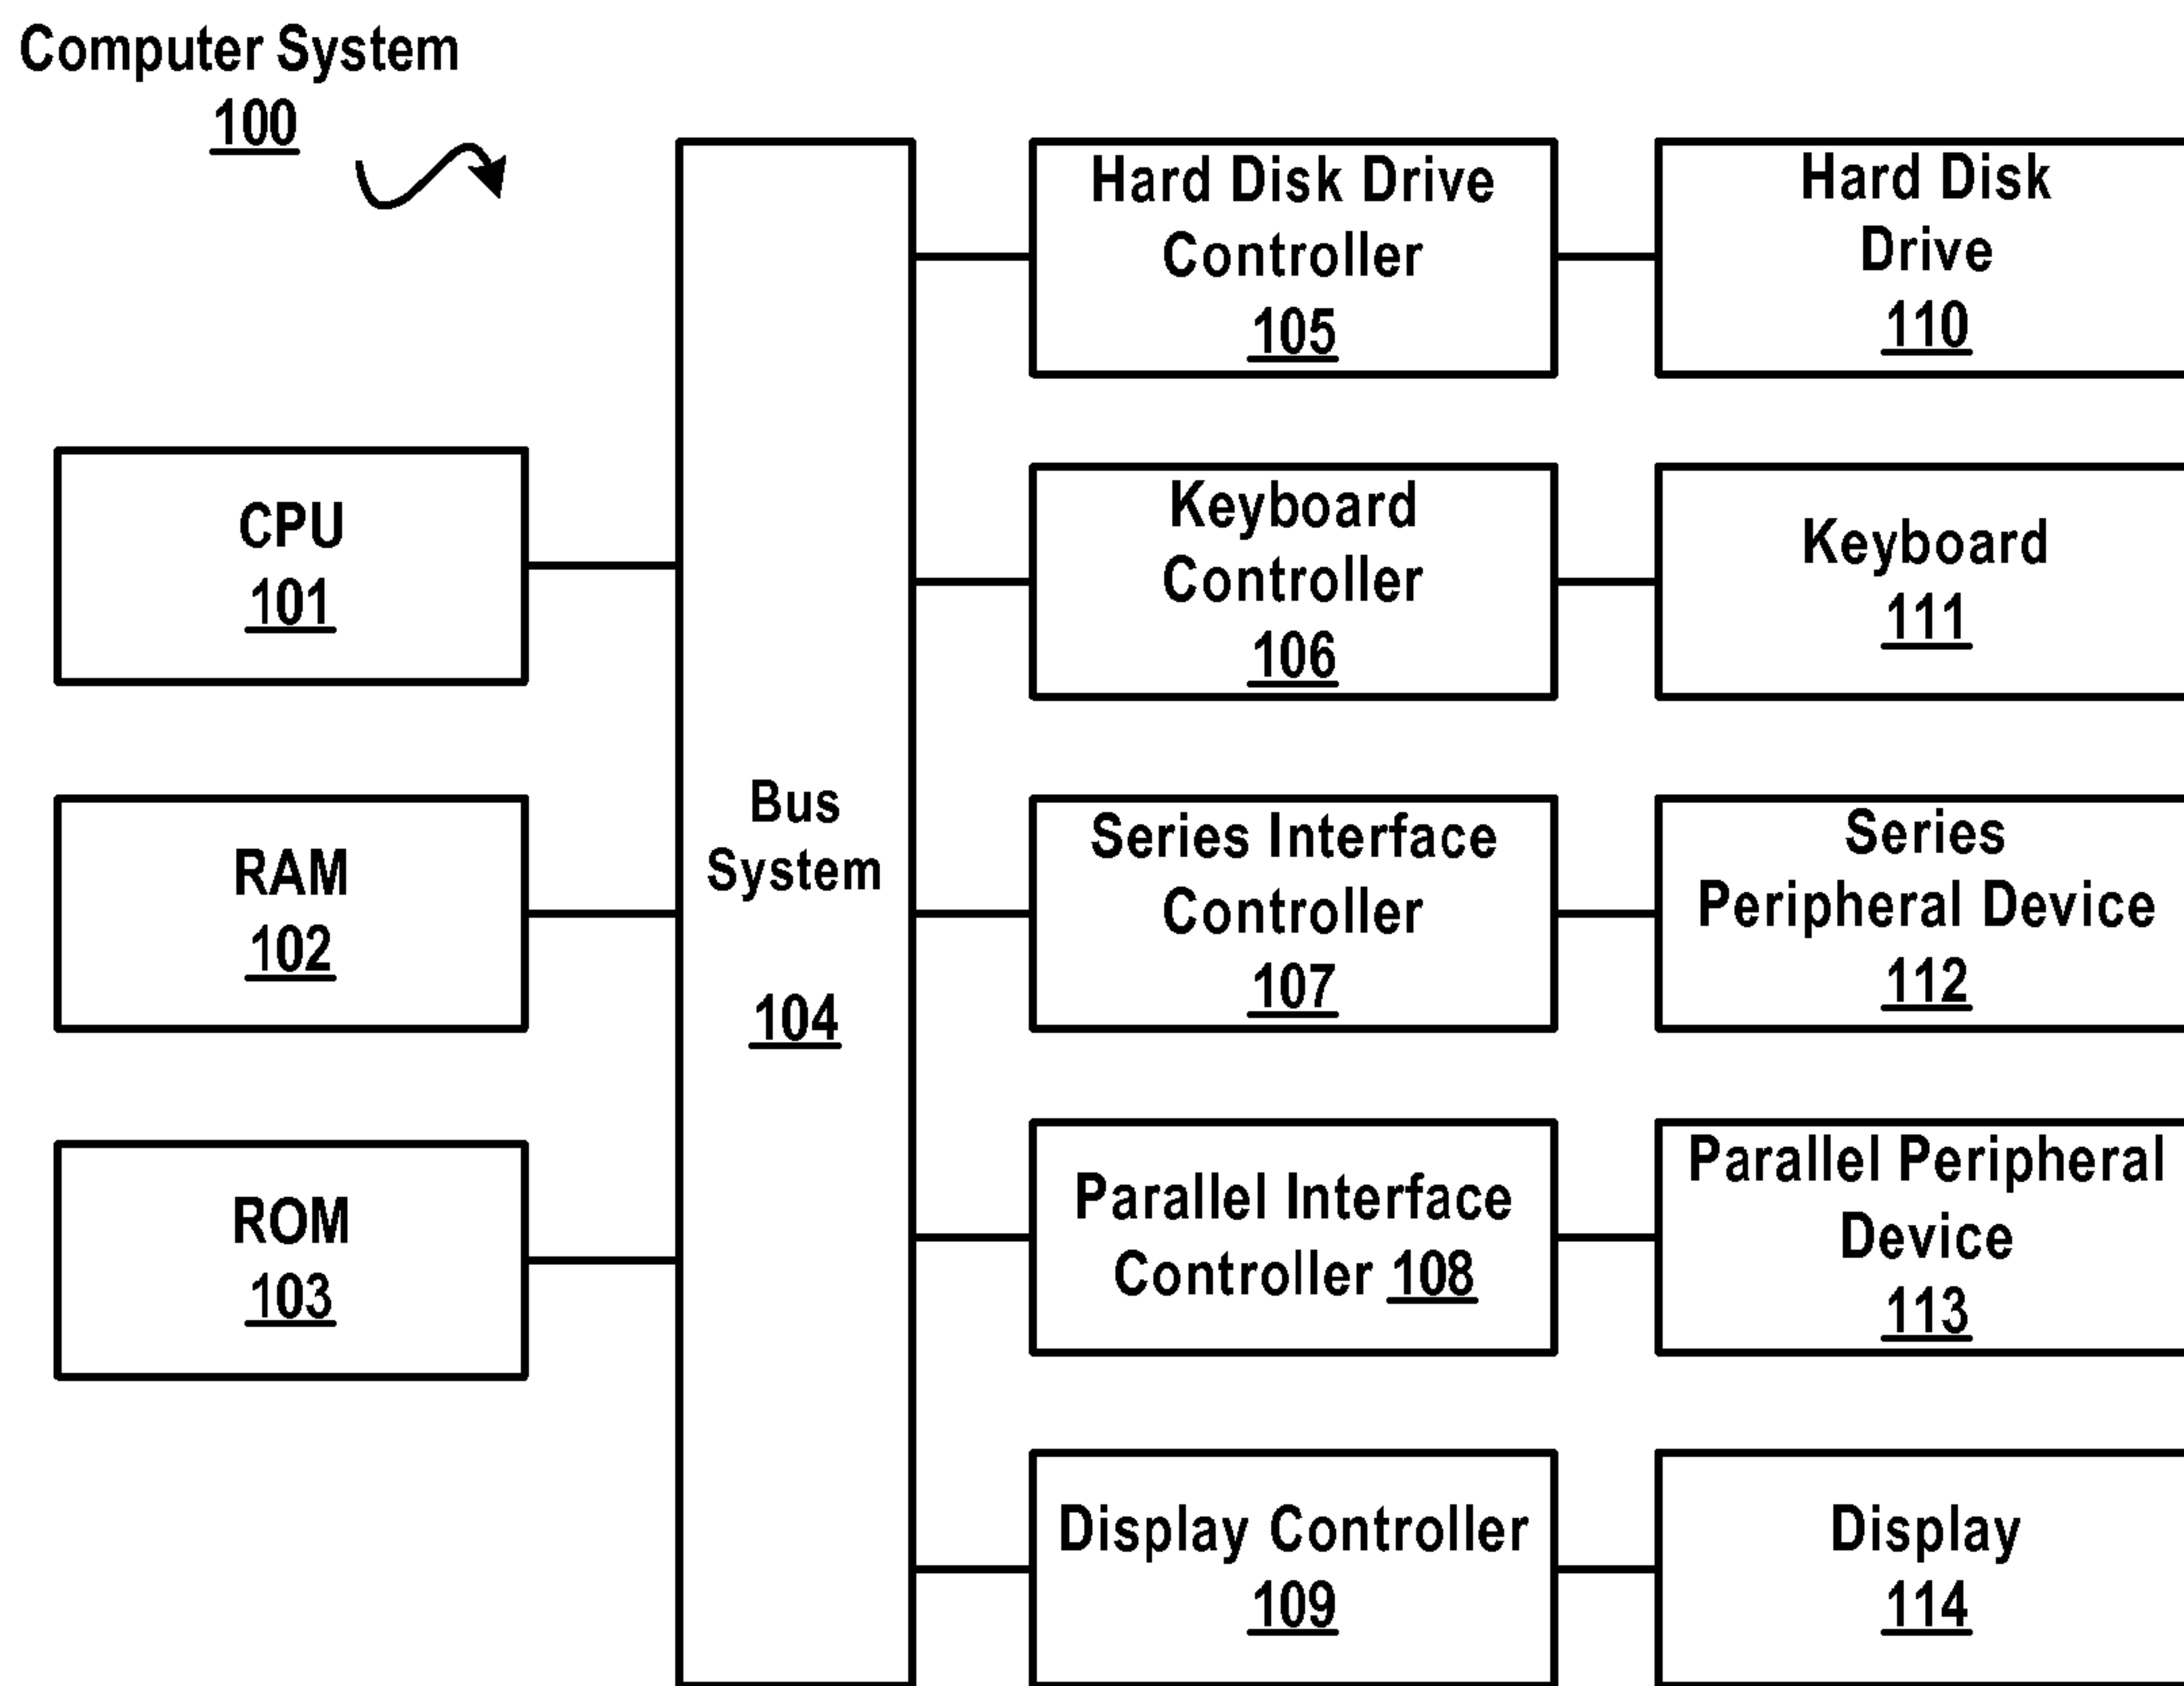 Computer System
100
Hard Disk Drive
Controller
105
Hard Disk
Drive
110
CPU
101
Keyboard
Controller
106
Keyboard
111
RAM
102
Bus
System
104
Series Interface
Controller
107
Series
Peripheral Device
112
ROM
103
Parallel Interface
Controller 108
Parallel Peripheral
Device
113
Display Controller
109
Display
114